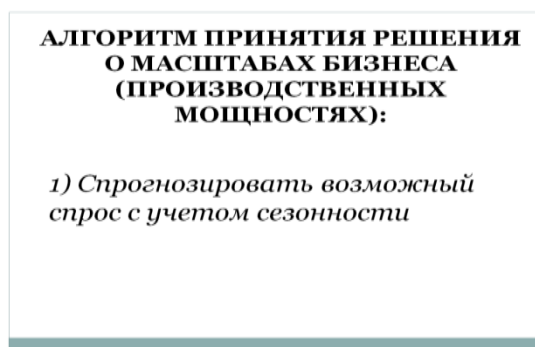 АЛГОРИТМ ПРИНЯТИЯ РЕШЕНИЯ
О МАСШТАБАХ БИЗНЕСА
(ПРОИЗВОДСТВЕННЫХ
МОЩНОСТЯХ):
1) Спрогнозировать возможный
спрос с учетом сезонности